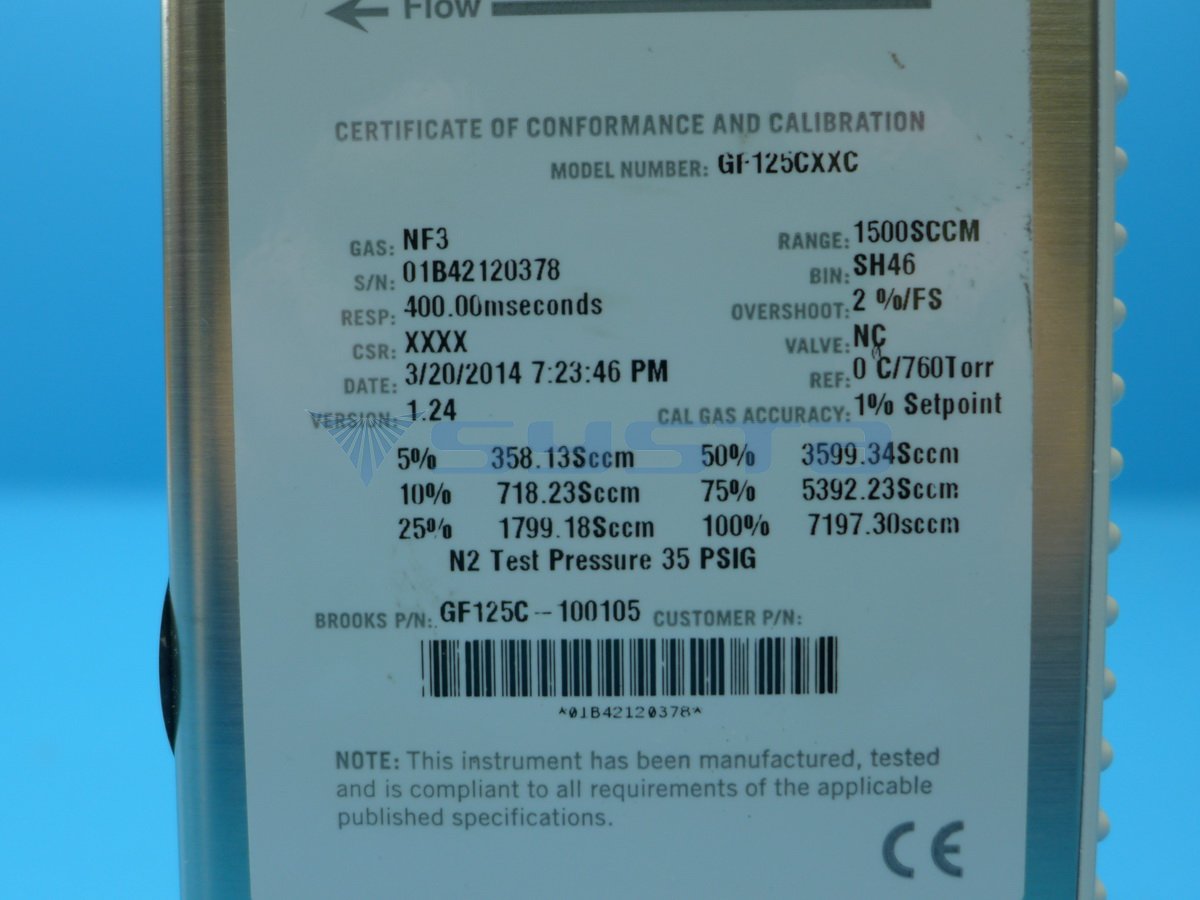 Flow
CERTIFICATE OF CONFORMANCE AND CALIBRATION
MODEL NUMBER: GF125CXXC
GAS: NF3 RANGE: 1500SCCM
S/N: 01B42120378 BIN: SH46
RESP: 400.00mseconds OVERSHOOT: 2 %/FS
CSR: XXXX VALVE: NC
DATE: 3/20/2014 7:23:46 PM REF: 0 C/760Torr
VERSION: 1.24 CAL GAS ACCURACY: 1% Setpoint
SUSTA
5% 358.13Sccm 50% 3599.34Sccm
10% 718.23Sccm 75% 5392.23Sccm
25% 1799.18Sccm 100% 7197.30sccm
N2 Test Pressure 35 PSIG
BROOKS P/N: GF125C--100105 CUSTOMER P/N:
*01B42120378*
NOTE: This instrument has been manufactured, tested
and is compliant to all requirements of the applicable
published specifications.
CE